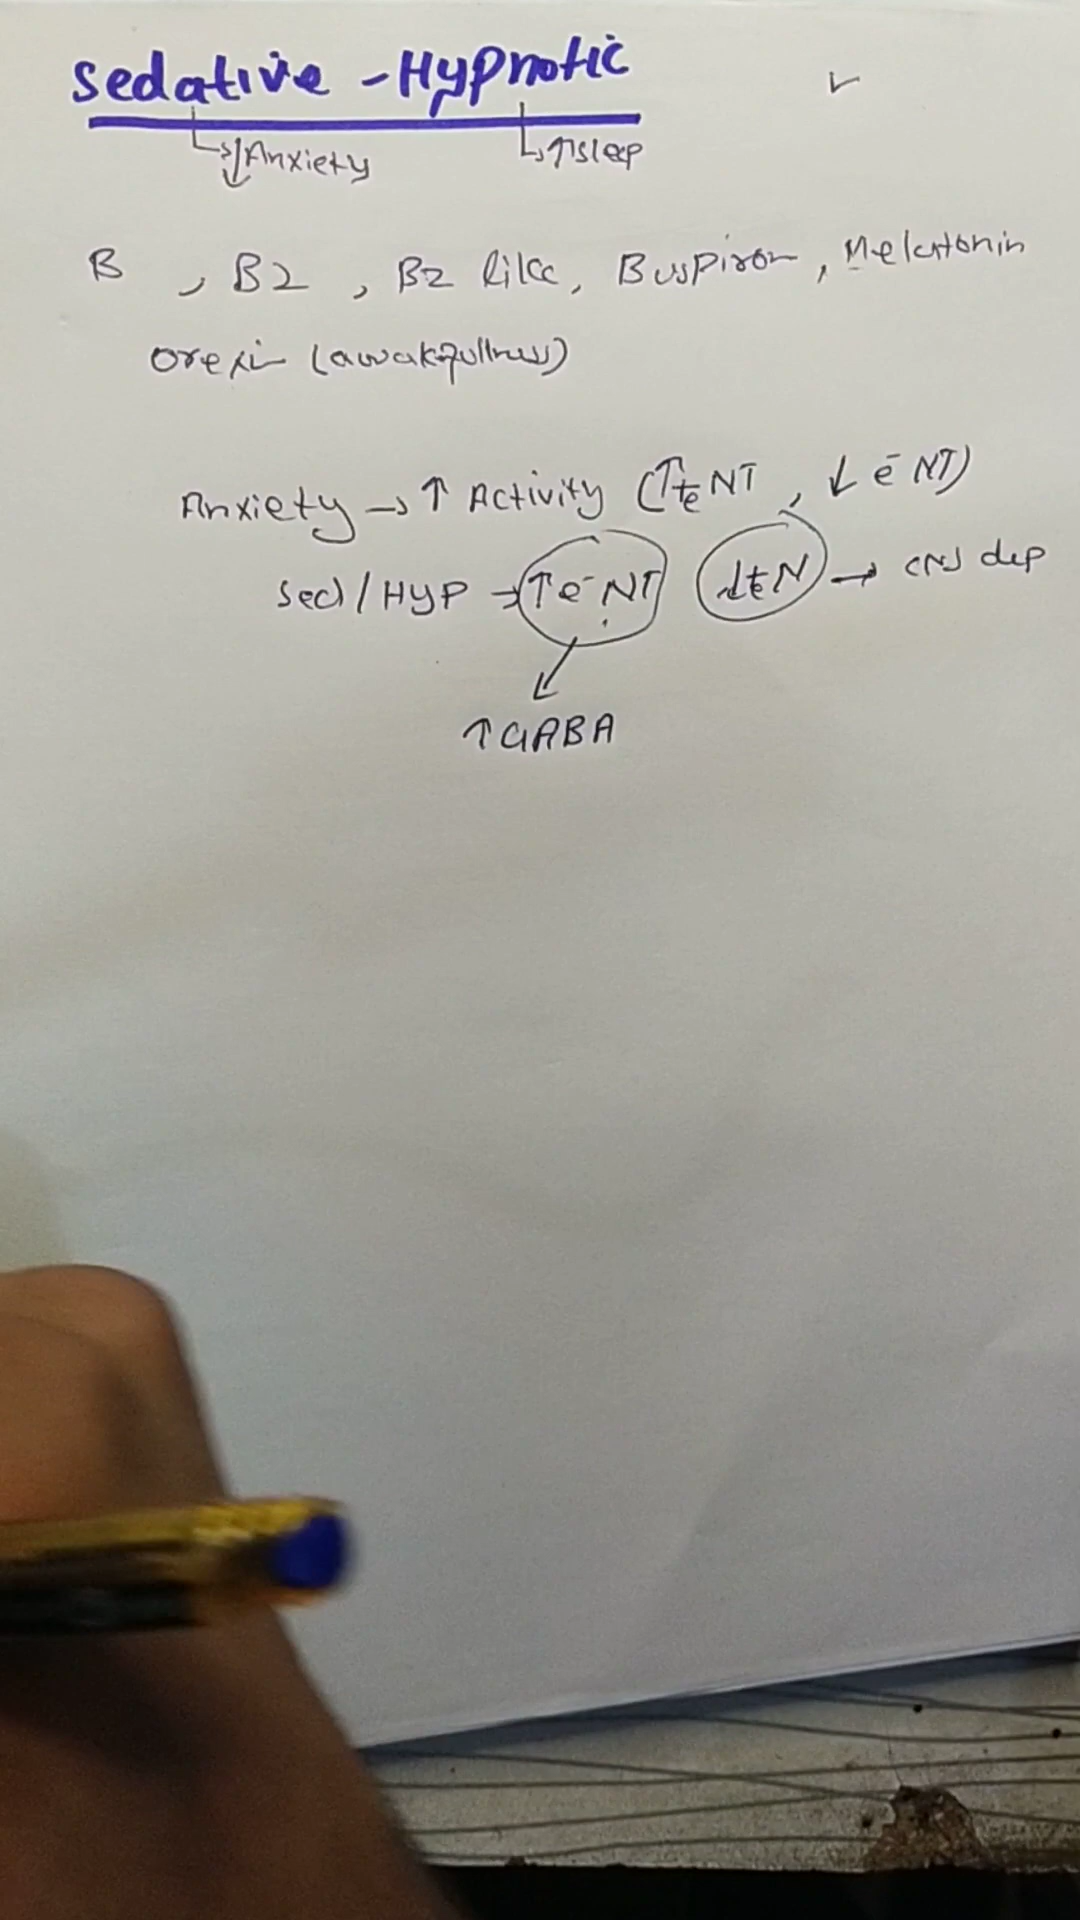 Sedative - Hypnotic
↳ ↓ Anxiety ↳ ↑ sleep
B , BZ , BZ like, Buspiron , Melatonin
Orexin (awakfullness)
Anxiety → ↑ Activity (↑+e NT , ↓ e- NT)
Sed/HYP → ↑ e- NT ↓+e N → CNS dep
↑ GABA